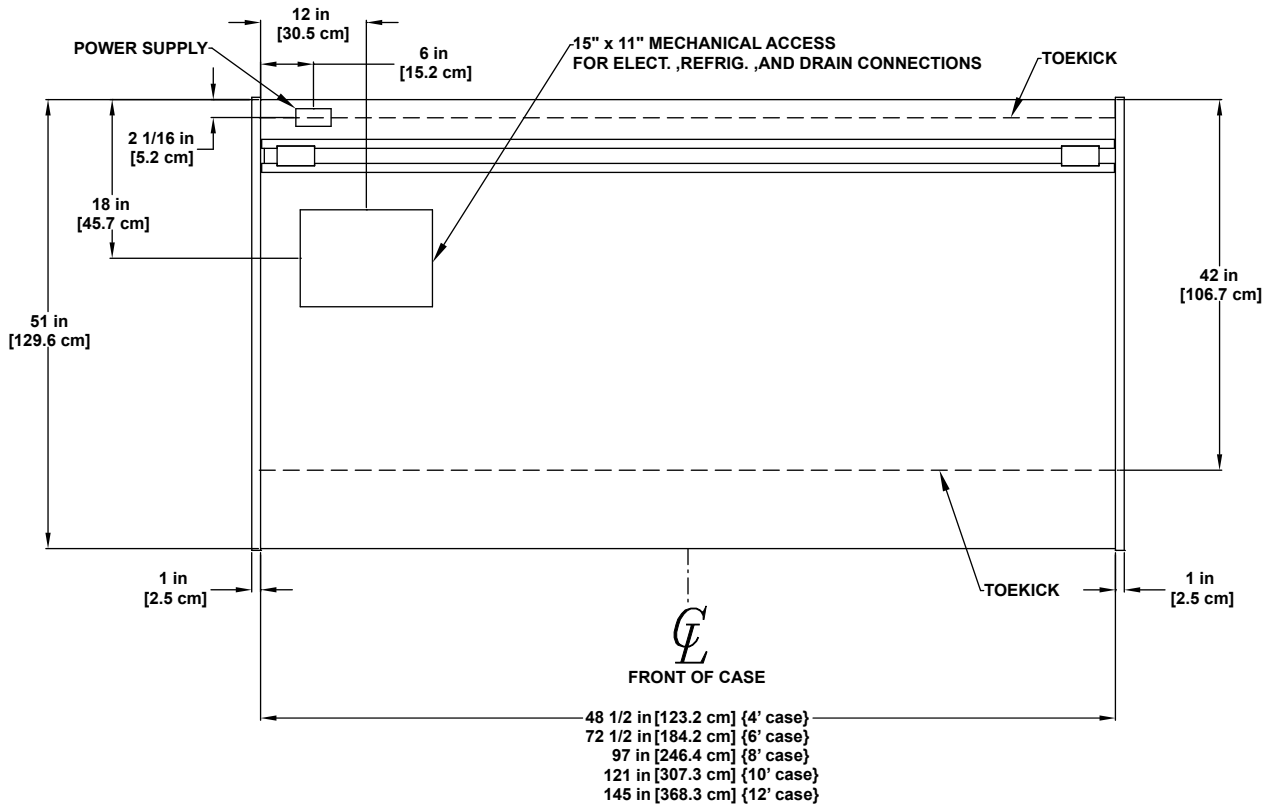 12 in
[30.5 cm]
POWER SUPPLY
6 in
[15.2 cm]
15" x 11" MECHANICAL ACCESS
FOR ELECT. ,REFRIG. ,AND DRAIN CONNECTIONS
TOEKICK
2 1/16 in
[5.2 cm]
18 in
[45.7 cm]
42 in
[106.7 cm]
51 in
[129.6 cm]
1 in
[2.5 cm]
TOEKICK
1 in
[2.5 cm]
CL
FRONT OF CASE
48 1/2 in [123.2 cm] {4' case}
72 1/2 in [184.2 cm] {6' case}
97 in [246.4 cm] {8' case}
121 in [307.3 cm] {10' case}
145 in [368.3 cm] {12' case}